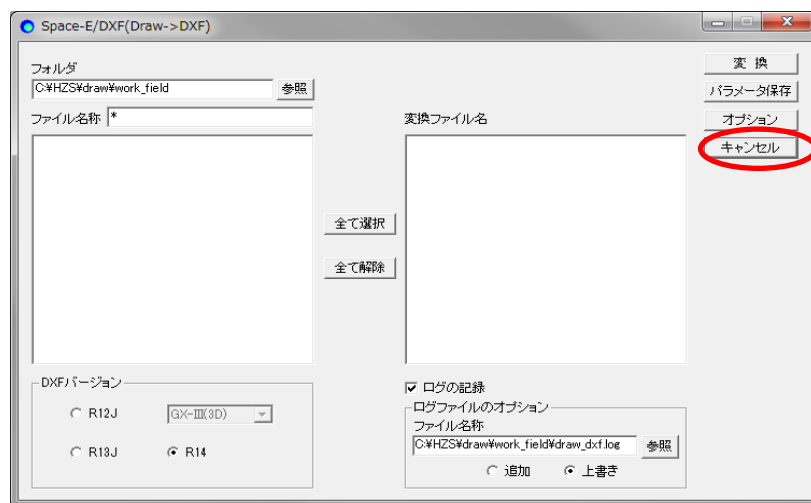 Space-E/DXF(Draw->DXF)
フォルダ
C:¥HZS¥draw¥work_field
参照
ファイル名称 *
変換ファイル名
変 換
パラメータ保存
オプション
キャンセル
全て選択
全て解除
DXFバージョン
R12J
GX-Ⅲ(3D)
R13J
R14
ログの記録
ログファイルのオプション
ファイル名称
C:¥HZS¥draw¥work_field¥draw_dxf.log
参照
追加
上書き